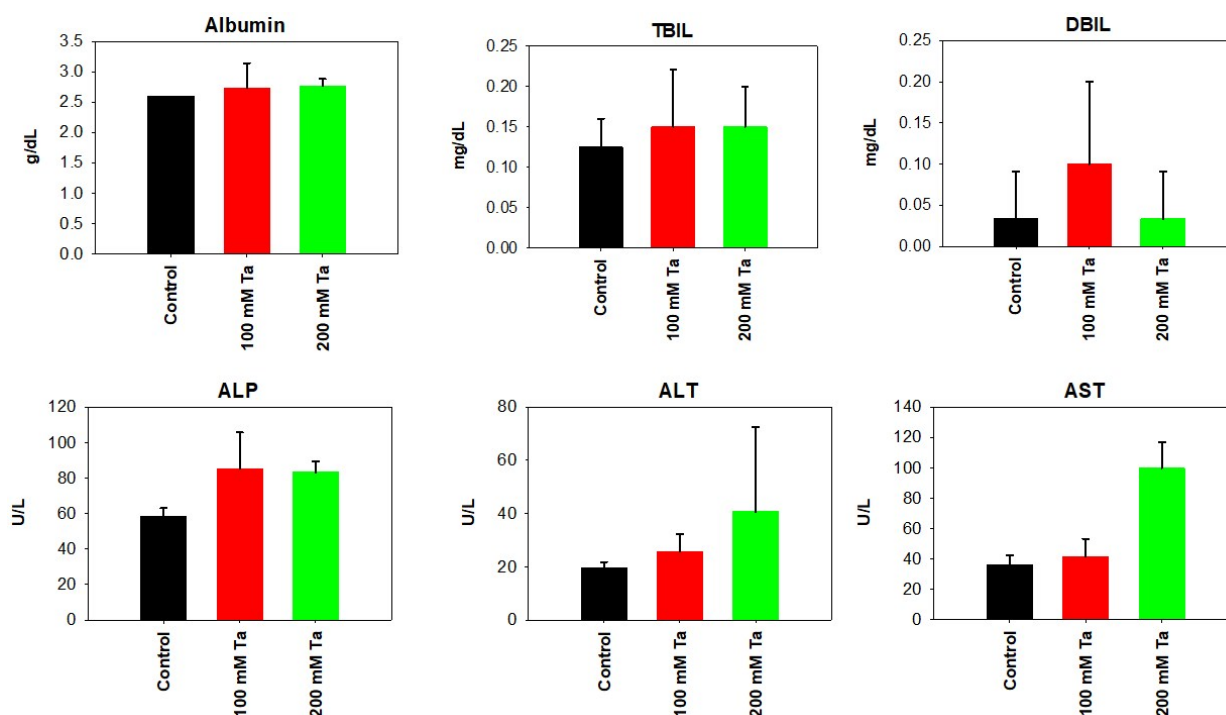 Albumin
3.5
3.0
2.5
2.0
1.5
1.0
0.5
0.0
g/dL
Control
100 mM Ta
200 mM Ta
TBIL
0.25
0.20
0.15
0.10
0.05
0.00
mg/dL
Control
100 mM Ta
200 mM Ta
DBIL
0.25
0.20
0.15
0.10
0.05
0.00
mg/dL
Control
100 mM Ta
200 mM Ta
ALP
120
100
80
60
40
20
0
U/L
Control
100 mM Ta
200 mM Ta
ALT
80
60
40
20
0
U/L
Control
100 mM Ta
200 mM Ta
AST
140
120
100
80
60
40
20
0
U/L
Control
100 mM Ta
200 mM Ta